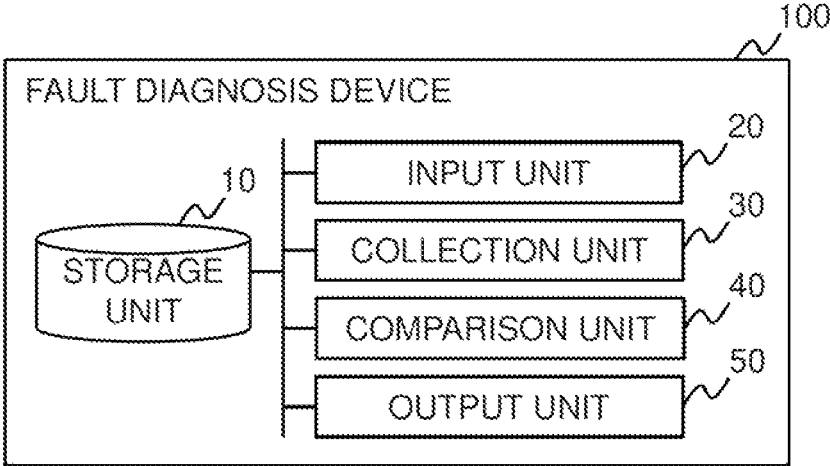 100
FAULT DIAGNOSIS DEVICE
20
INPUT UNIT
10
STORAGE
UNIT
30
COLLECTION UNIT
40
COMPARISON UNIT
50
OUTPUT UNIT